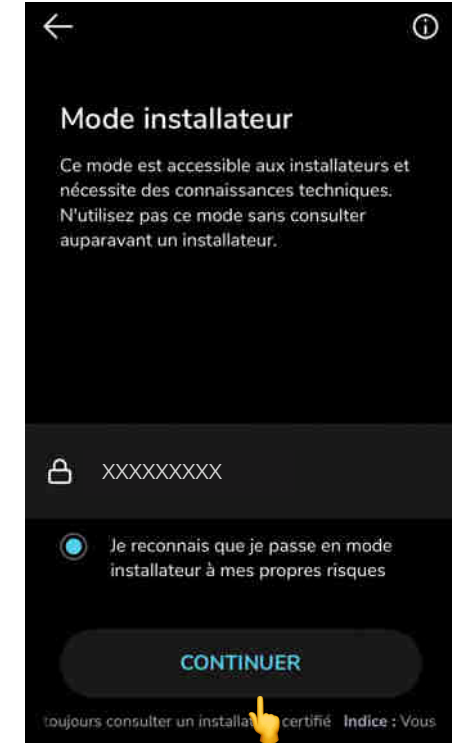 Mode installateur
Ce mode est accessible aux installateurs et
nécessite des connaissances techniques.
N'utilisez pas ce mode sans consulter
auparavant un installateur.
XXXXXXXXX
Je reconnais que je passe en mode
installateur à mes propres risques
CONTINUER
toujours consulter un certifié Indice : Vous